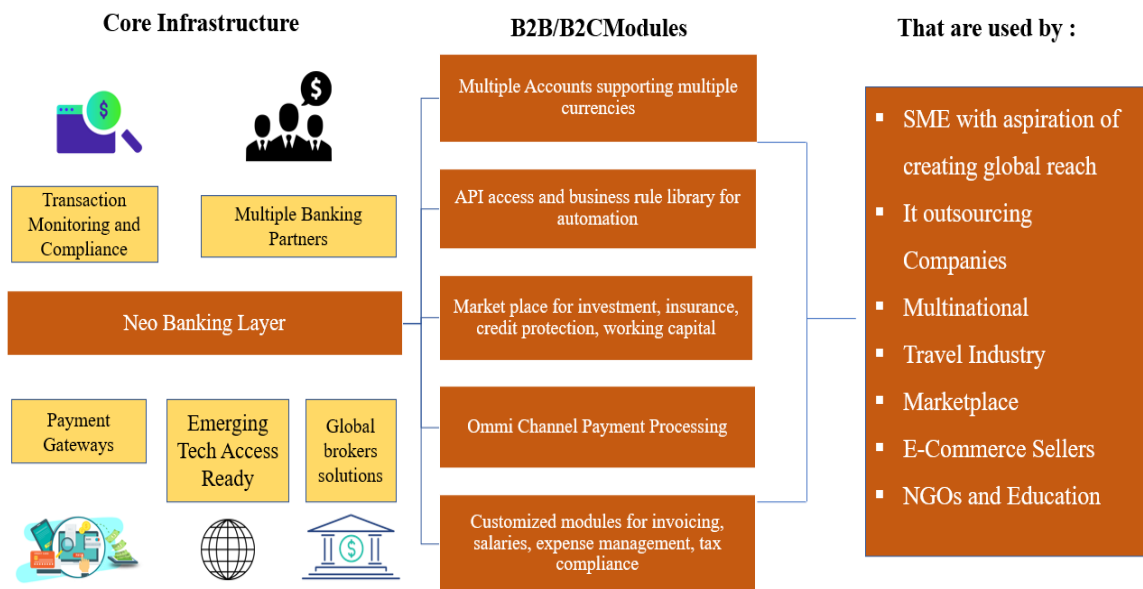 Core Infrastructure
B2B/B2CModules
That are used by :
Transaction
Monitoring and
Compliance
Multiple Banking
Partners
Neo Banking Layer
Payment
Gateways
Emerging
Tech Access
Ready
Global
brokers
solutions
Multiple Accounts supporting multiple
currencies
API access and business rule library for
automation
Market place for investment, insurance,
credit protection, working capital
Ommi Channel Payment Processing
Customized modules for invoicing,
salaries, expense management, tax
compliance
▪ SME with aspiration of
creating global reach
▪ It outsourcing
Companies
▪ Multinational
▪ Travel Industry
▪ Marketplace
▪ E-Commerce Sellers
▪ NGOs and Education